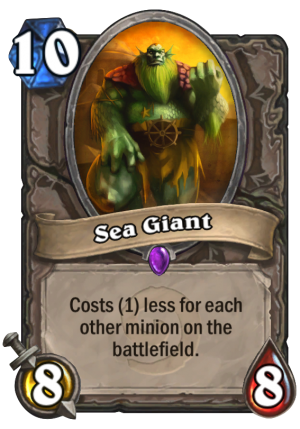 10
Sea Giant
Costs (1) less for each
other minion on the
battlefield.
8 8